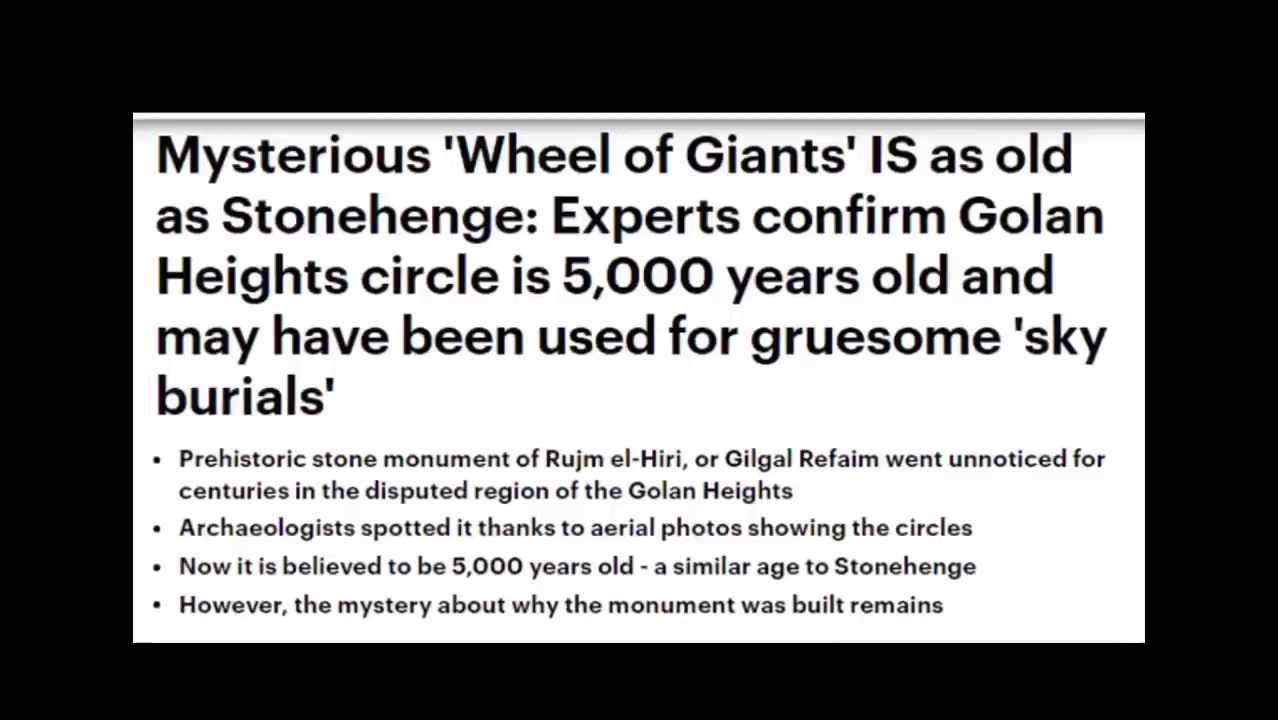 Mysterious 'Wheel of Giants' IS as old
as Stonehenge: Experts confirm Golan
Heights circle is 5,000 years old and
may have been used for gruesome 'sky
burials'
• Prehistoric stone monument of Rujm el-Hiri, or Gilgal Refaim went unnoticed for
centuries in the disputed region of the Golan Heights
• Archaeologists spotted it thanks to aerial photos showing the circles
• Now it is believed to be 5,000 years old - a similar age to Stonehenge
• However, the mystery about why the monument was built remains